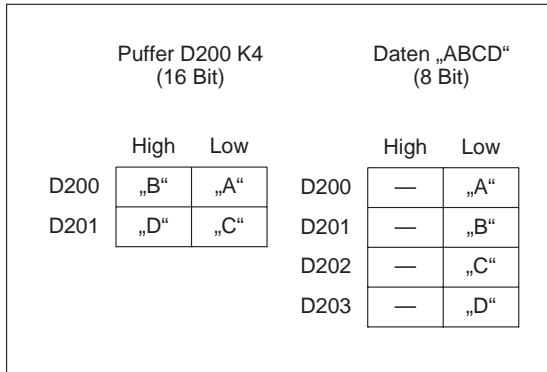 Puffer D200 K4
(16 Bit)
High Low
D200 „B“ „A“
D201 „D“ „C“
Daten „ABCD“
(8 Bit)
High Low
D200 — „A“
D201 — „B“
D202 — „C“
D203 — „D“